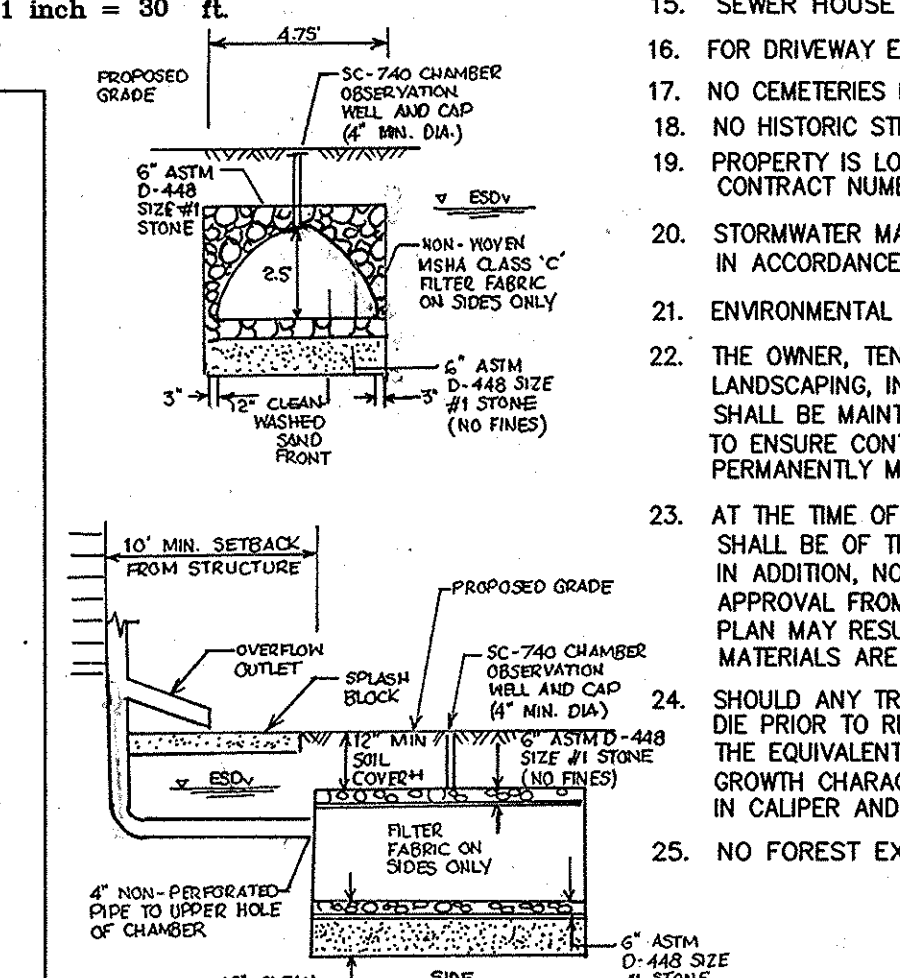 1 inch = 30 ft.
4.75'
PROPOSED
GRADE
SC-740 CHAMBER
OBSERVATION
WELL AND CAP
(4" MIN. DIA.)
6" ASTM
D-448
SIZE #1
STONE
ESDv
NON-WOVEN
MSHA CLASS 'C'
FILTER FABRIC
ON SIDES ONLY
2.5'
6" ASTM
D-448 SIZE
#1 STONE
(NO FINES)
3"
12" CLEAN
WASHED
SAND
FRONT
3"
10' MIN. SETBACK
FROM STRUCTURE
PROPOSED GRADE
OVERFLOW
OUTLET
SPLASH
BLOCK
SC-740 CHAMBER
OBSERVATION
WELL AND CAP
(4" MIN. DIA)
12" MIN
SOIL
COVER
6" ASTM D-448
SIZE #1 STONE
(NO FINES)
ESDv
FILTER
FABRIC ON
SIDES ONLY
4" NON-PERFORATED
PIPE TO UPPER HOLE
OF CHAMBER
6" ASTM
D-448 SIZE
#1 STONE
SIDE
15. SEWER HOUSE
16. FOR DRIVEWAY E
17. NO CEMETERIES
18. NO HISTORIC
19. PROPERTY IS LO
CONTRACT NUM
20. STORMWATER MA
IN ACCORDANCE
21. ENVIRONMENTAL
22. THE OWNER, TEN
LANDSCAPING, IN
SHALL BE MAINT
TO ENSURE CON
PERMANENTLY M
23. AT THE TIME OF
SHALL BE OF T
IN ADDITION, NO
APPROVAL FROM
PLAN MAY RESU
MATERIALS ARE
24. SHOULD ANY TR
DIE PRIOR TO R
THE EQUIVALENT
GROWTH CHARAC
IN CALIPER AND
25. NO FOREST EX